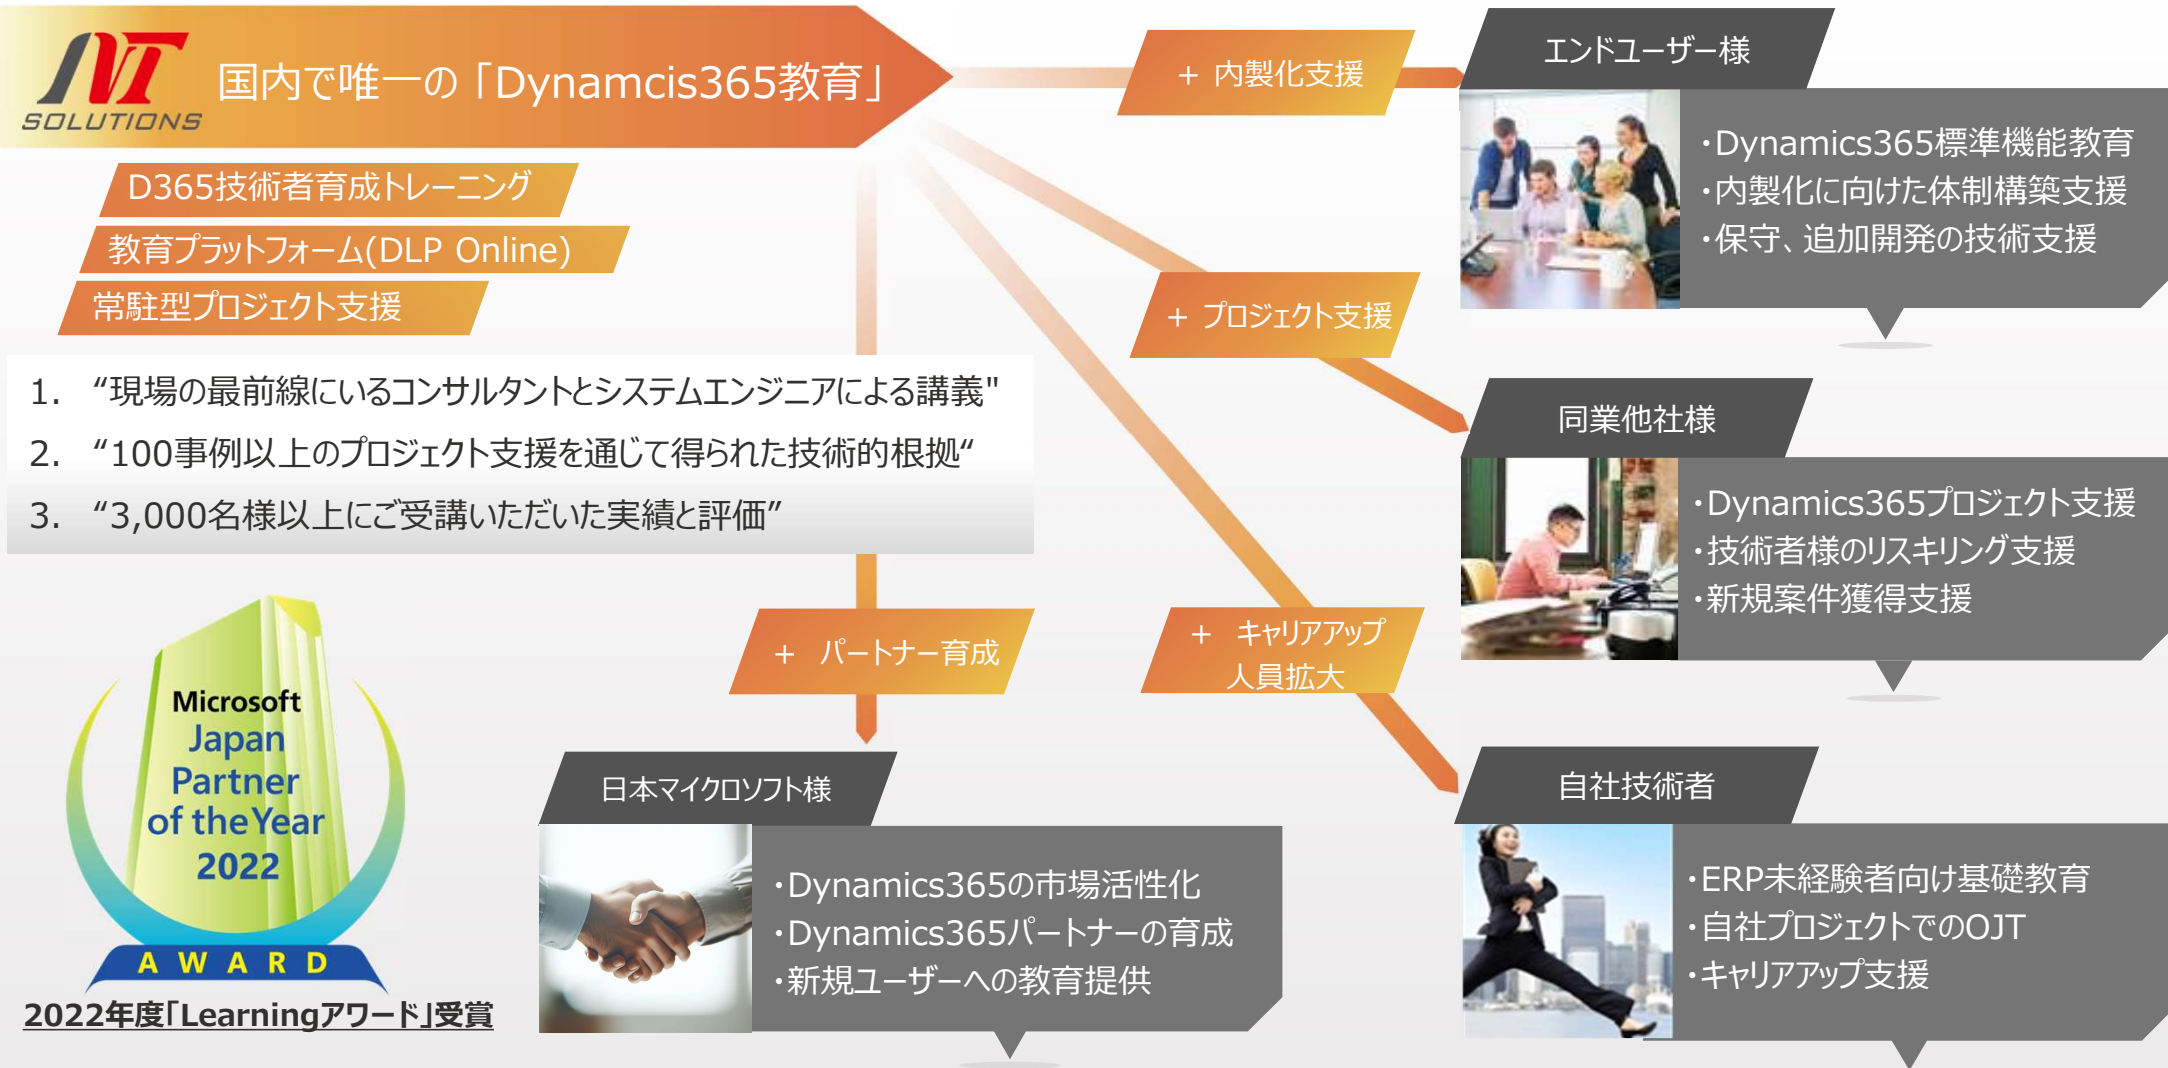 NT
SOLUTIONS
国内で唯一の「Dynamcis365教育」
D365技術者育成トレーニング
教育プラットフォーム(DLP Online)
常駐型プロジェクト支援
1. “現場の最前線にいるコンサルタントとシステムエンジニアによる講義"
2. “100事例以上のプロジェクト支援を通じて得られた技術的根拠“
3. “3,000名様以上にご受講いただいた実績と評価”
Microsoft
Japan
Partner
of the Year
2022
AWARD
2022年度「Learningアワード」受賞
+ 内製化支援
エンドユーザー様
・Dynamics365標準機能教育
・内製化に向けた体制構築支援
・保守、追加開発の技術支援
+ プロジェクト支援
同業他社様
・Dynamics365プロジェクト支援
・技術者様のリスキリング支援
・新規案件獲得支援
+ パートナー育成
日本マイクロソフト様
・Dynamics365の市場活性化
・Dynamics365パートナーの育成
・新規ユーザーへの教育提供
+ キャリアアップ
人員拡大
自社技術者
・ERP未経験者向け基礎教育
・自社プロジェクトでのOJT
・キャリアアップ支援